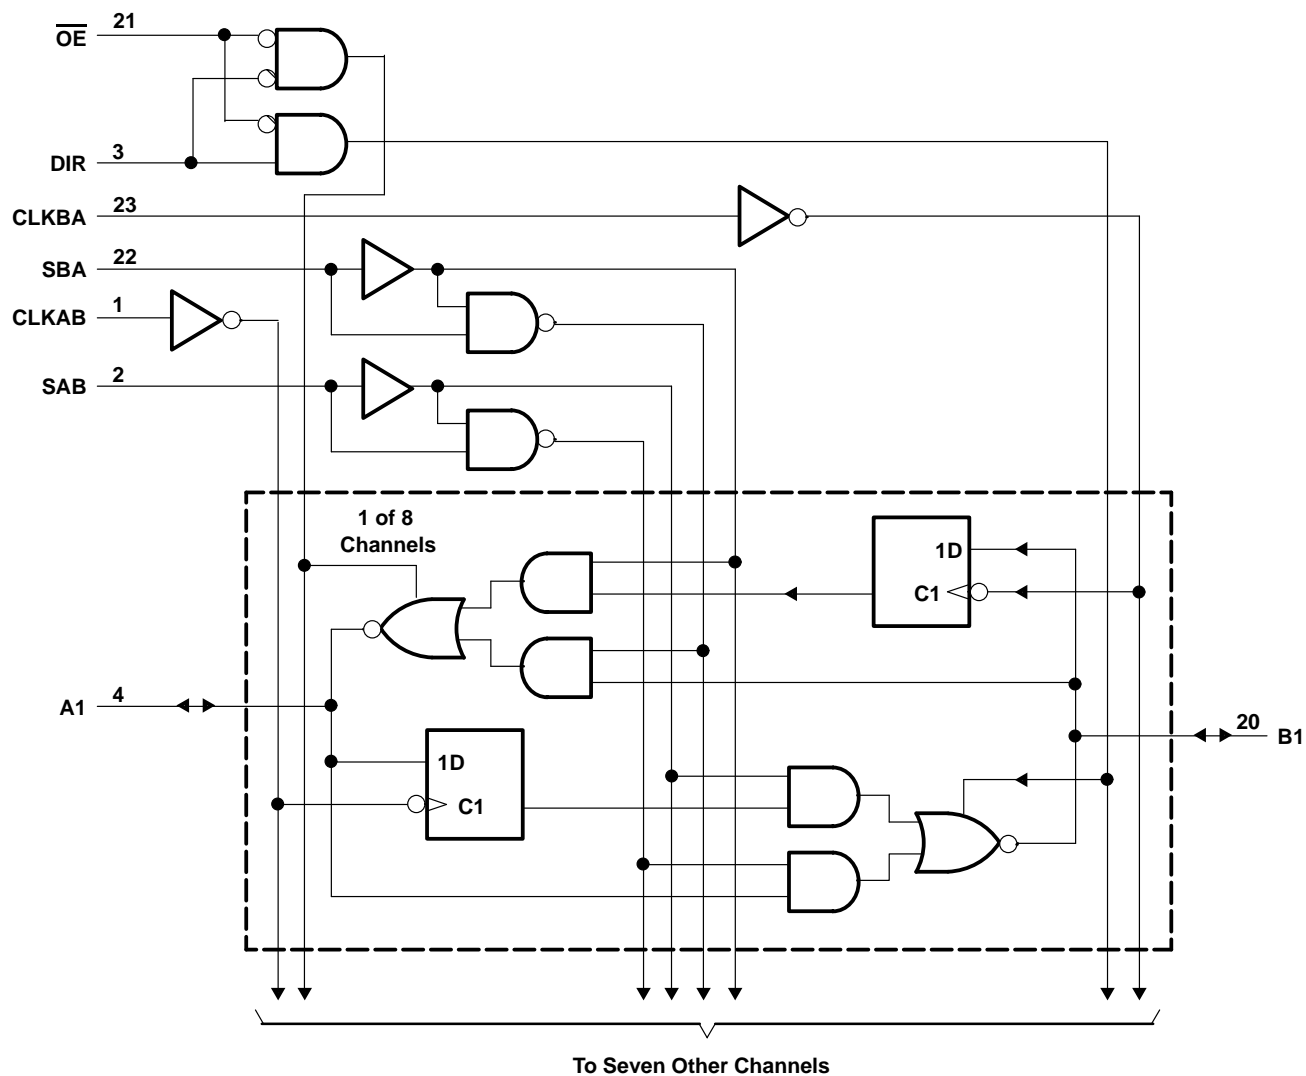 21
O̅E̅
3
DIR
23
CLKBA
22
SBA
1
CLKAB
2
SAB
1 of 8
Channels
1D
C1
4
A1
20
B1
1D
C1
To Seven Other Channels